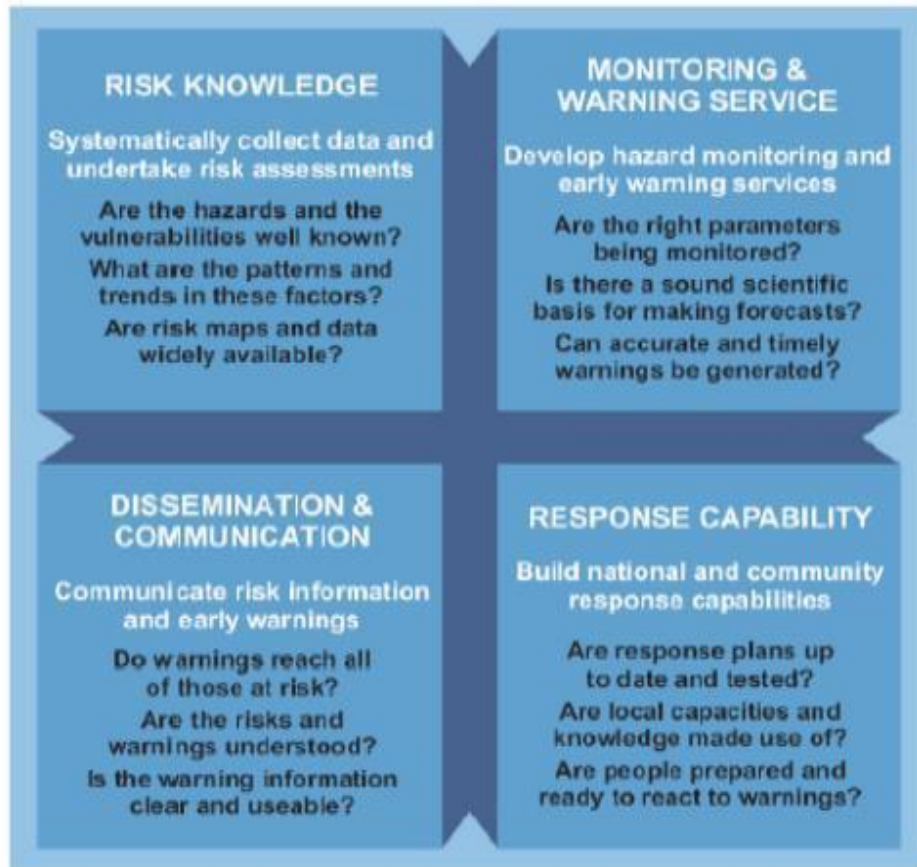 RISK KNOWLEDGE
Systematically collect data and
undertake risk assessments
Are the hazards and the
vulnerabilities well known?
What are the patterns and
trends in these factors?
Are risk maps and data
widely available?
MONITORING &
WARNING SERVICE
Develop hazard monitoring and
early warning services
Are the right parameters
being monitored?
Is there a sound scientific
basis for making forecasts?
Can accurate and timely
warnings be generated?
DISSEMINATION &
COMMUNICATION
Communicate risk information
and early warnings
Do warnings reach all
of those at risk?
Are the risks and
warnings understood?
Is the warning information
clear and useable?
RESPONSE CAPABILITY
Build national and community
response capabilities
Are response plans up
to date and tested?
Are local capacities and
knowledge made use of?
Are people prepared and
ready to react to warnings?